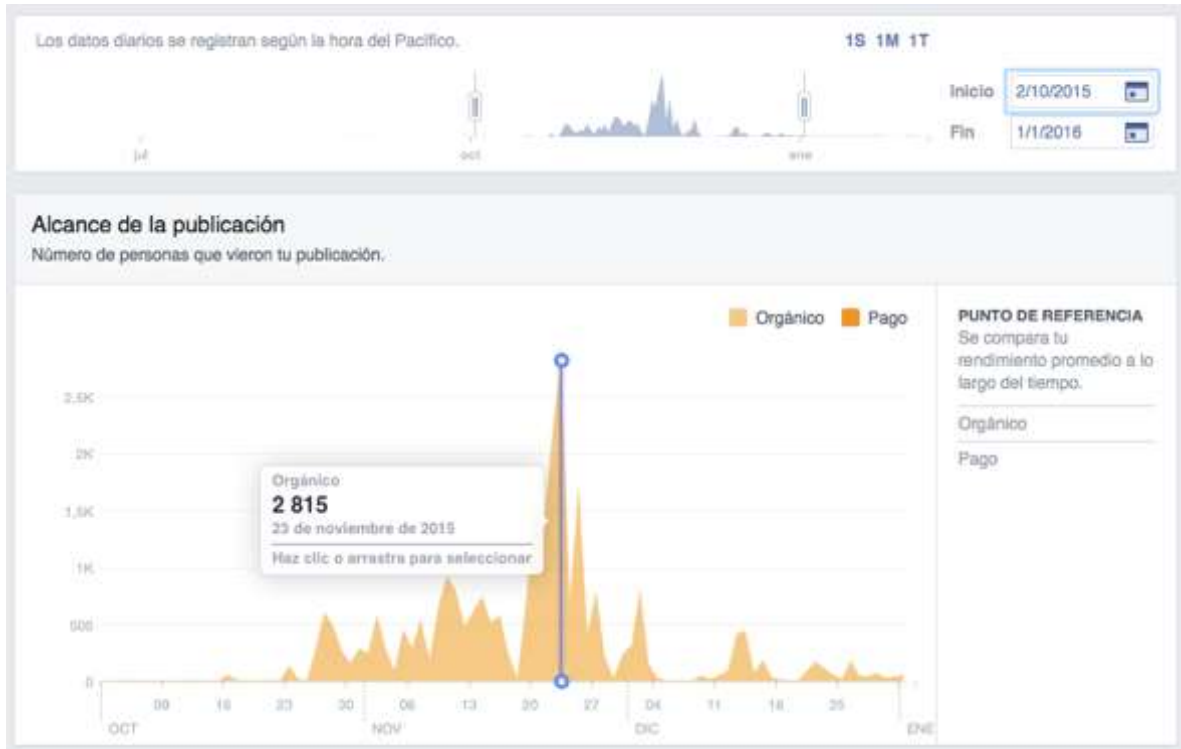 Los datos diarios se registran según la hora del Pacífico.
1S 1M 1T
Inicio 2/10/2015
Fin 1/1/2016
jul oct ene
Alcance de la publicación
Número de personas que vieron tu publicación.
Orgánico Pago
PUNTO DE REFERENCIA
Se compara tu
rendimiento promedio a lo
largo del tiempo.
Orgánico
Pago
2,5K
2K
1,5K
1K
500
0
Orgánico
2 815
23 de noviembre de 2015
Haz clic o arrastra para seleccionar
09 16 23 30 06 13 20 27 04 11 18 25
OCT NOV DIC ENE